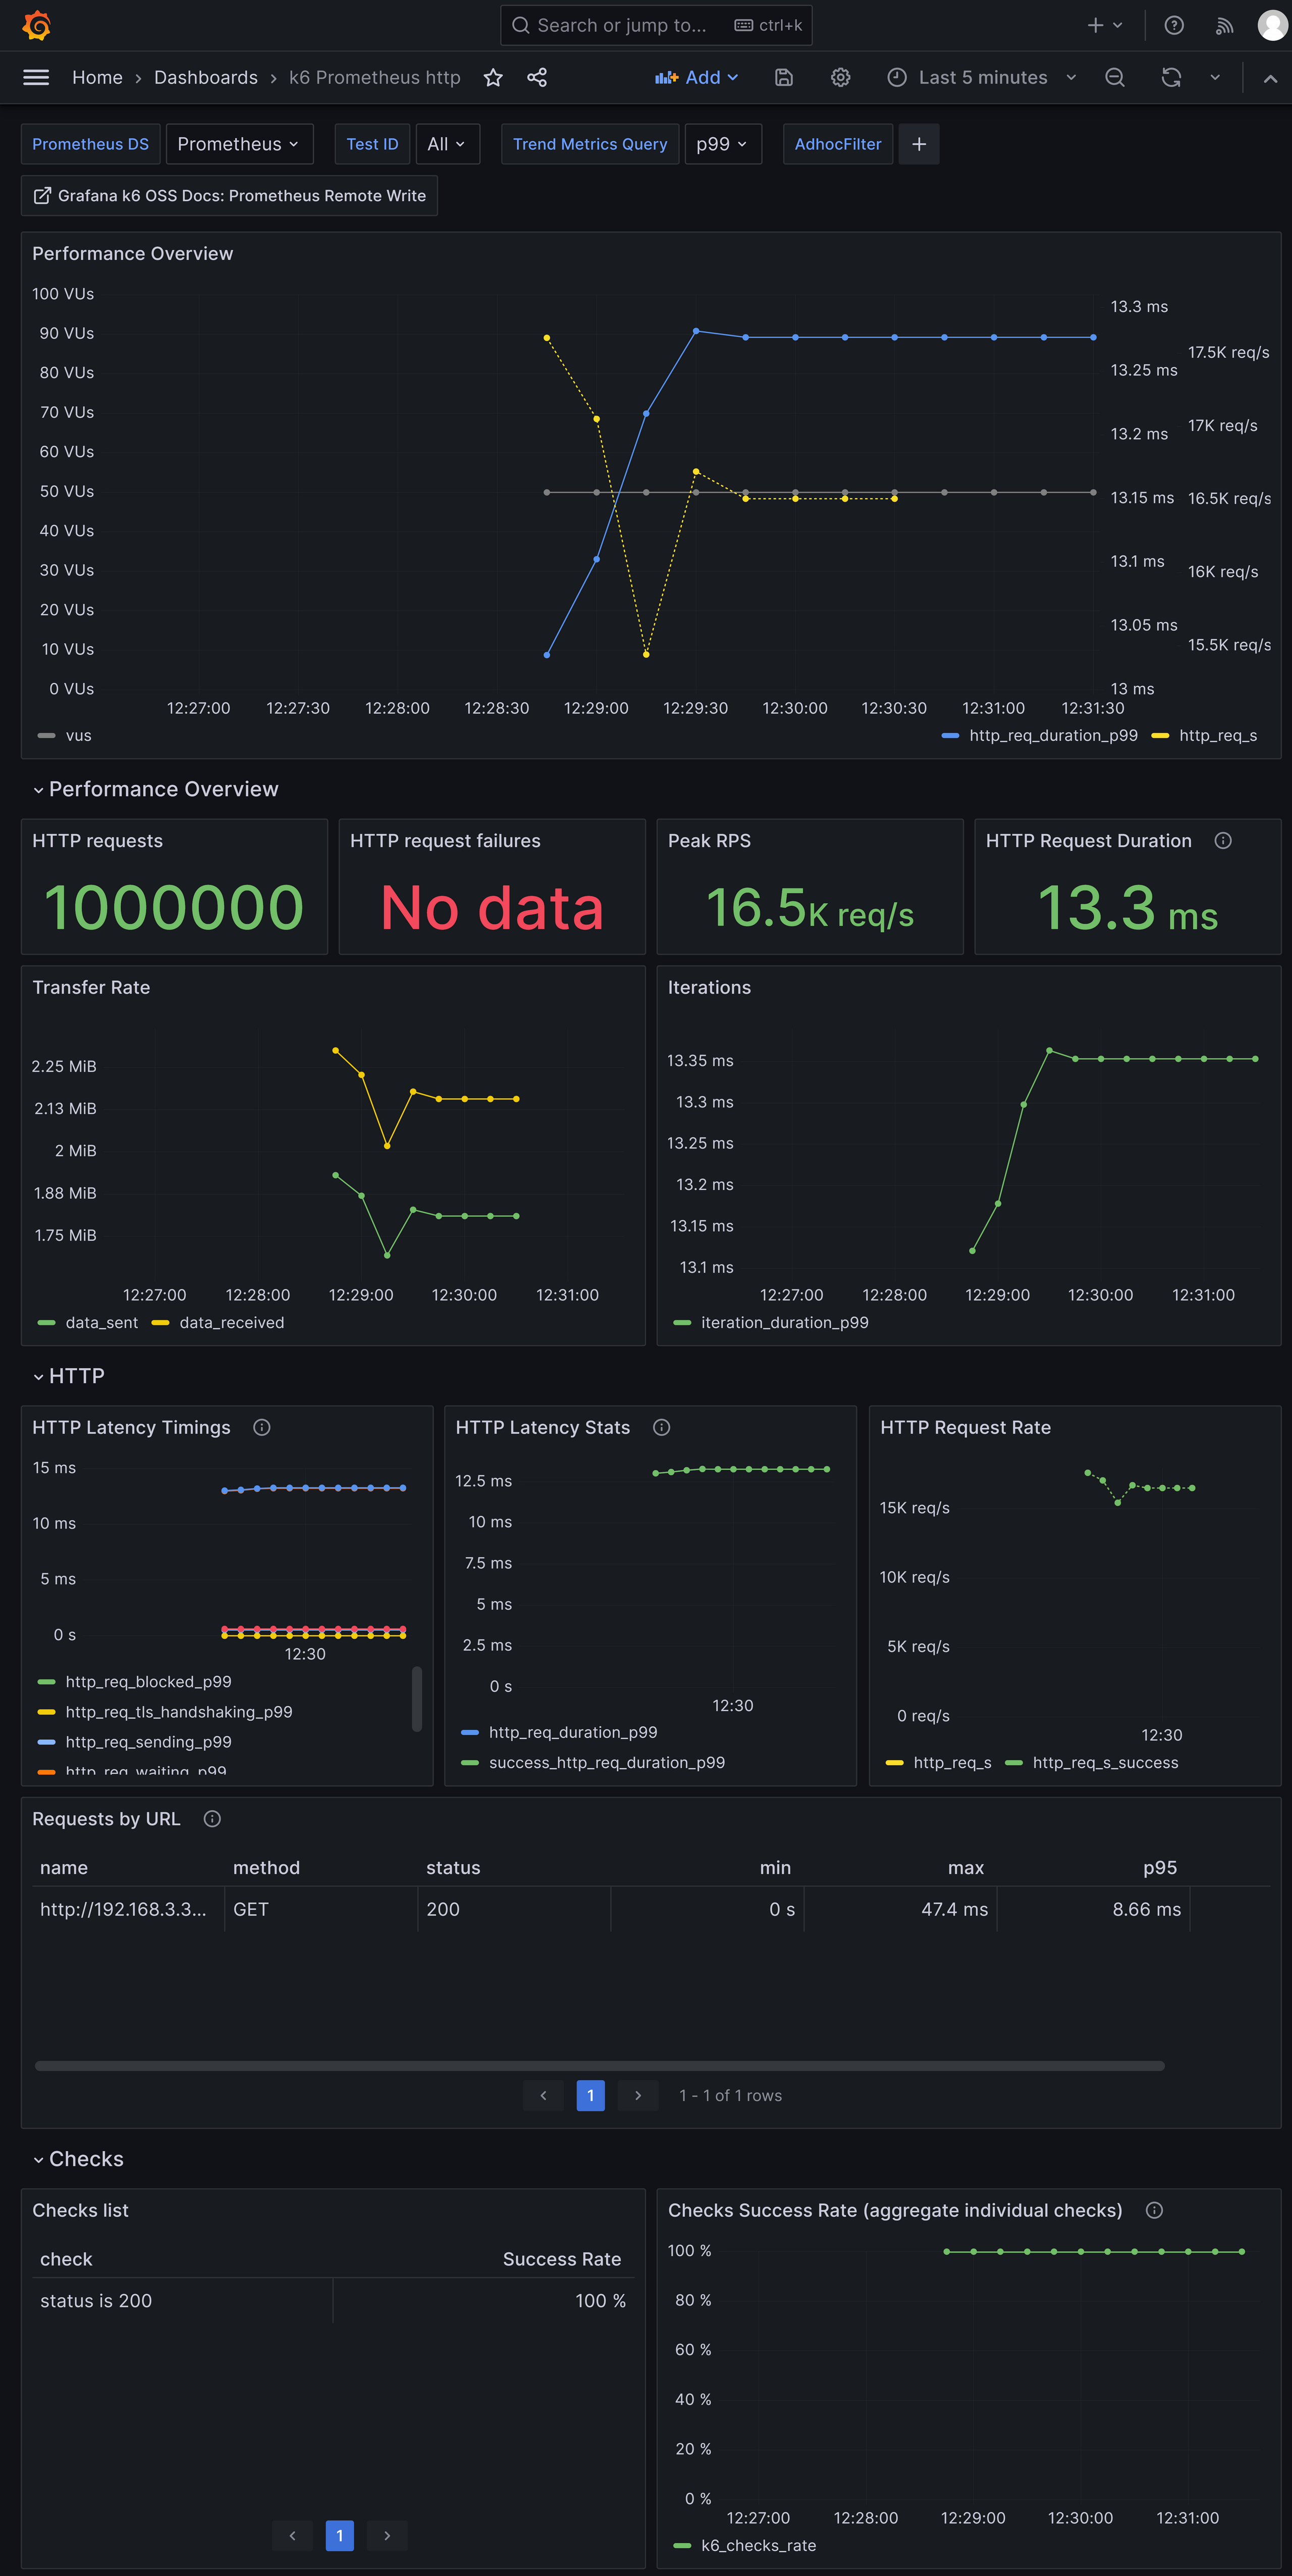 Search or jump to... ctrl+k
Home › Dashboards › k6 Prometheus http Add Last 5 minutes
Prometheus DS Prometheus Test ID All Trend Metrics Query p99 AdhocFilter +
Grafana k6 OSS Docs: Prometheus Remote Write
Performance Overview
100 VUs
90 VUs
80 VUs
70 VUs
60 VUs
50 VUs
40 VUs
30 VUs
20 VUs
10 VUs
0 VUs
13.3 ms
13.25 ms
13.2 ms
13.15 ms
13.1 ms
13.05 ms
13 ms
17.5K req/s
17K req/s
16.5K req/s
16K req/s
15.5K req/s
12:27:00 12:27:30 12:28:00 12:28:30 12:29:00 12:29:30 12:30:00 12:30:30 12:31:00 12:31:30
vus http_req_duration_p99 http_req_s
Performance Overview
HTTP requests
1000000
HTTP request failures
No data
Peak RPS
16.5K req/s
HTTP Request Duration
13.3 ms
Transfer Rate
2.25 MiB
2.13 MiB
2 MiB
1.88 MiB
1.75 MiB
12:27:00 12:28:00 12:29:00 12:30:00 12:31:00
data_sent data_received
Iterations
13.35 ms
13.3 ms
13.25 ms
13.2 ms
13.15 ms
13.1 ms
12:27:00 12:28:00 12:29:00 12:30:00 12:31:00
iteration_duration_p99
HTTP
HTTP Latency Timings
15 ms
10 ms
5 ms
0 s
12:30
http_req_blocked_p99
http_req_tls_handshaking_p99
http_req_sending_p99
http_req_waiting_p99
HTTP Latency Stats
12.5 ms
10 ms
7.5 ms
5 ms
2.5 ms
0 s
12:30
http_req_duration_p99
success_http_req_duration_p99
HTTP Request Rate
15K req/s
10K req/s
5K req/s
0 req/s
12:30
http_req_s http_req_s_success
Requests by URL
name method status min max p95
http://192.168.3.3... GET 200 0 s 47.4 ms 8.66 ms
1
1 - 1 of 1 rows
Checks
Checks list
check Success Rate
status is 200 100 %
1
Checks Success Rate (aggregate individual checks)
100 %
80 %
60 %
40 %
20 %
0 %
12:27:00 12:28:00 12:29:00 12:30:00 12:31:00
k6_checks_rate